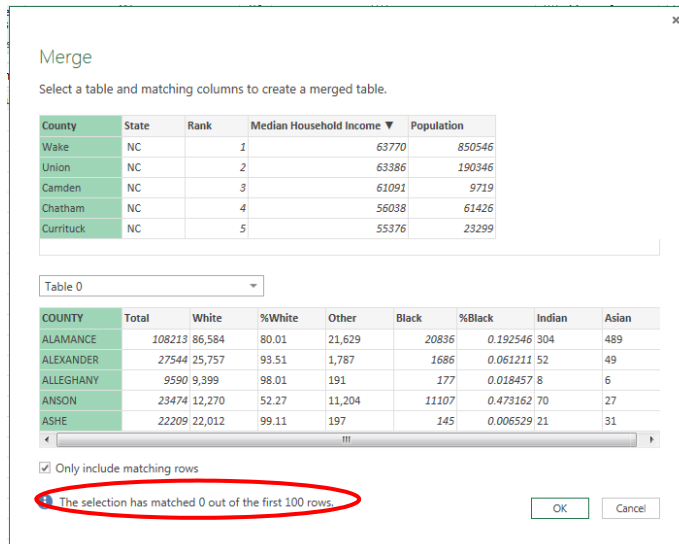 Merge
Select a table and matching columns to create a merged table.
County State Rank Median Household Income ▼ Population
Wake NC 1 63770 850546
Union NC 2 63386 190346
Camden NC 3 61091 9719
Chatham NC 4 56038 61426
Currituck NC 5 55376 23299
Table 0
COUNTY Total White %White Other Black %Black Indian Asian
ALAMANCE 108213 86,584 80.01 21,629 20836 0.192546 304 489
ALEXANDER 27544 25,757 93.51 1,787 1686 0.061211 52 49
ALLEGHANY 9590 9,399 98.01 191 177 0.018457 8 6
ANSON 23474 12,270 52.27 11,204 11107 0.473162 70 27
ASHE 22209 22,012 99.11 197 145 0.006529 21 31
Only include matching rows
The selection has matched 0 out of the first 100 rows.
OK Cancel